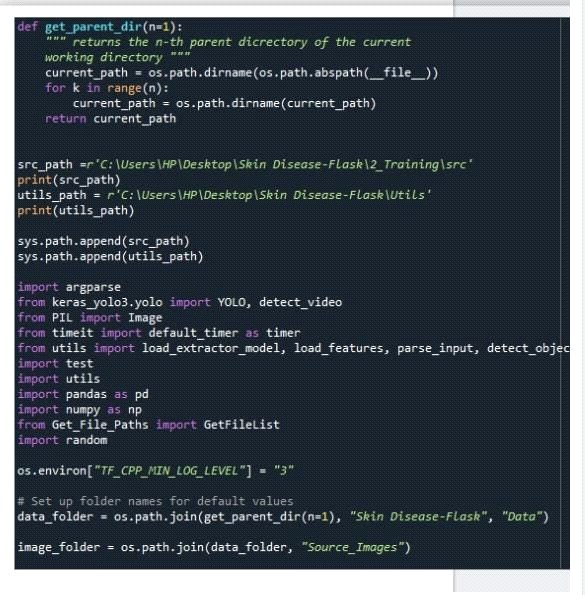 def get_parent_dir(n=1):
""" returns the n-th parent dicrectory of the current
working directory """
current_path = os.path.dirname(os.path.abspath(__file__))
for k in range(n):
current_path = os.path.dirname(current_path)
return current_path
src_path =r'C:\Users\HP\Desktop\Skin Disease-Flask\2_Training\src'
print(src_path)
utils_path = r'C:\Users\HP\Desktop\Skin Disease-Flask\Utils'
print(utils_path)
sys.path.append(src_path)
sys.path.append(utils_path)
import argparse
from keras_yolo3.yolo import YOLO, detect_video
from PIL import Image
from timeit import default_timer as timer
from utils import load_extractor_model, load_features, parse_input, detect_objec
import test
import utils
import pandas as pd
import numpy as np
from Get_File_Paths import GetFileList
import random
os.environ["TF_CPP_MIN_LOG_LEVEL"] = "3"
# Set up folder names for default values
data_folder = os.path.join(get_parent_dir(n=1), "Skin Disease-Flask", "Data")
image_folder = os.path.join(data_folder, "Source_Images")